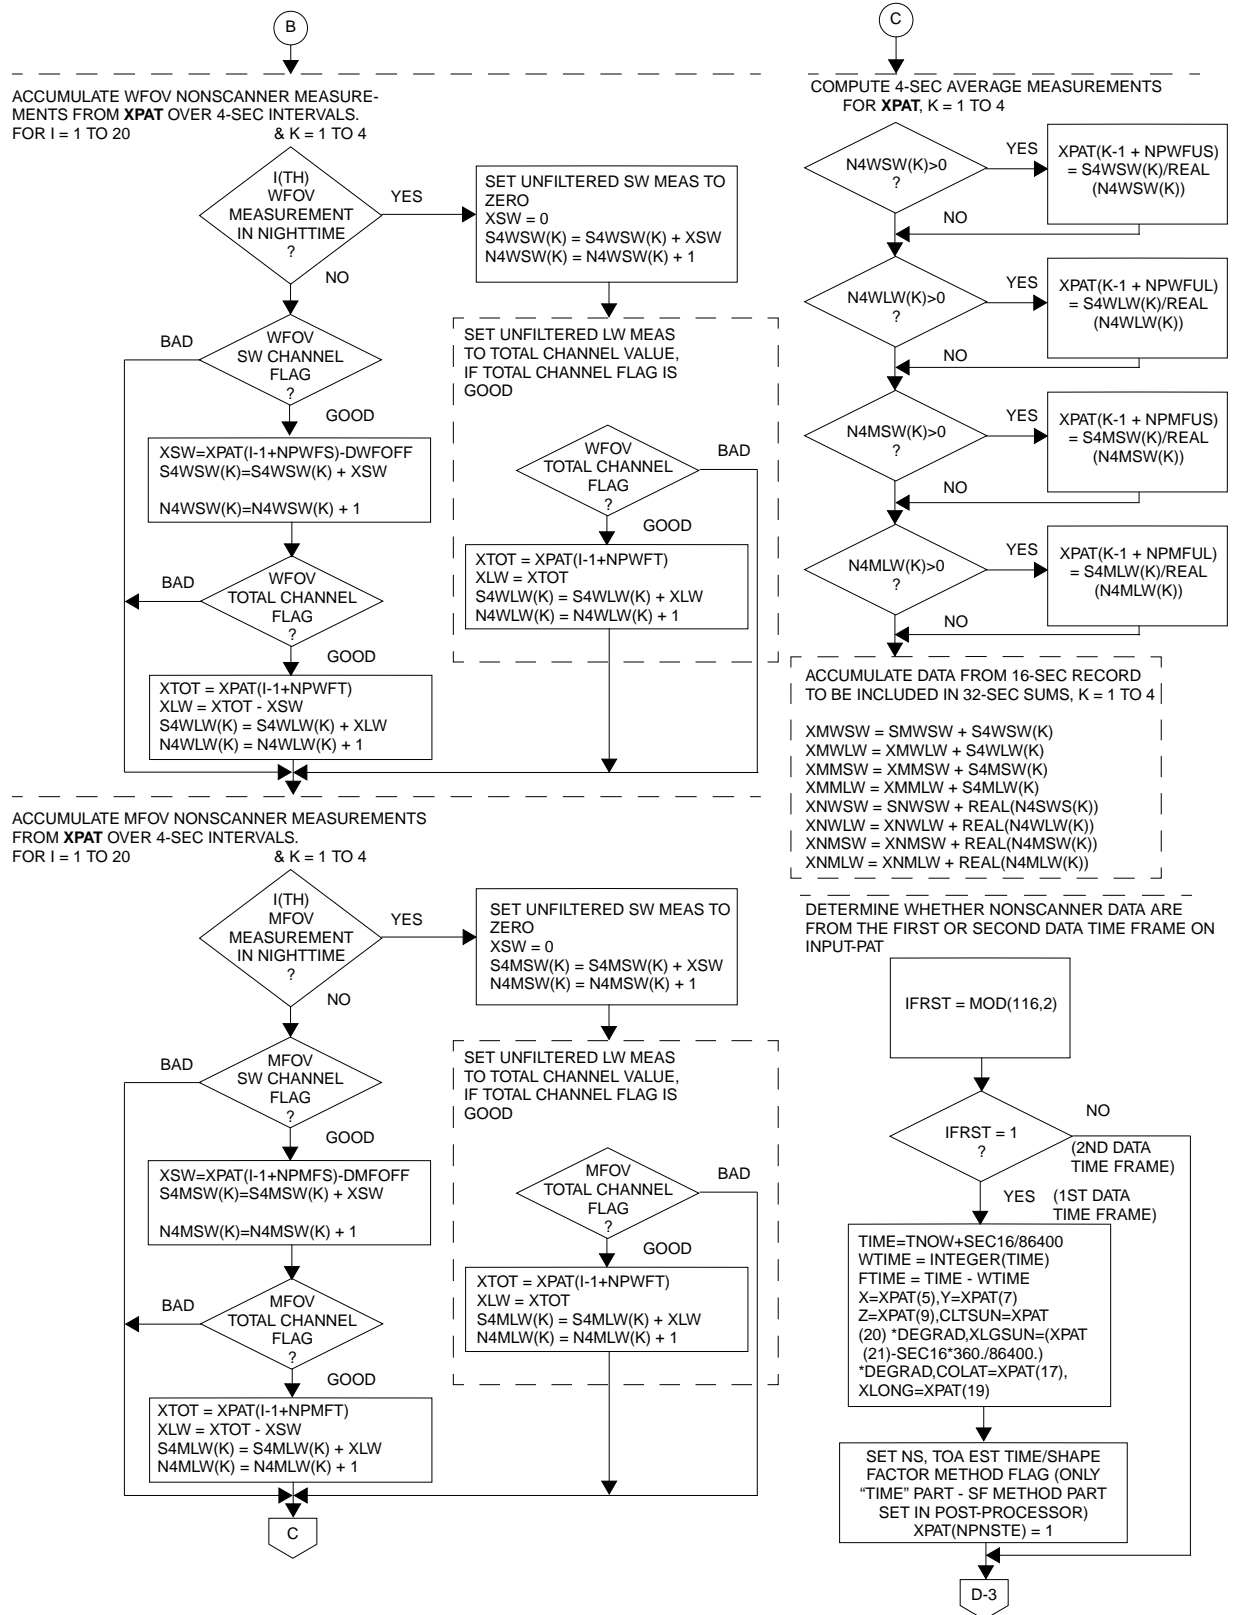 B
ACCUMULATE WFOV NONSCANNER MEASURE-
MENTS FROM XPAT OVER 4-SEC INTERVALS.
FOR I = 1 TO 20 & K = 1 TO 4
I(TH)
WFOV
MEASUREMENT
IN NIGHTTIME
?
YES
NO
SET UNFILTERED SW MEAS TO
ZERO
XSW = 0
S4WSW(K) = S4WSW(K) + XSW
N4WSW(K) = N4WSW(K) + 1
WFOV
SW CHANNEL
FLAG
?
BAD
GOOD
XSW=XPAT(I-1+NPWFS)-DWFOFF
S4WSW(K)=S4WSW(K) + XSW
N4WSW(K)=N4WSW(K) + 1
WFOV
TOTAL CHANNEL
FLAG
?
BAD
GOOD
XTOT = XPAT(I-1+NPWFT)
XLW = XTOT - XSW
S4WLW(K) = S4WLW(K) + XLW
N4WLW(K) = N4WLW(K) + 1
SET UNFILTERED LW MEAS
TO TOTAL CHANNEL VALUE,
IF TOTAL CHANNEL FLAG IS
GOOD
WFOV
TOTAL CHANNEL
FLAG
?
BAD
GOOD
XTOT = XPAT(I-1+NPWFT)
XLW = XTOT
S4WLW(K) = S4WLW(K) + XLW
N4WLW(K) = N4WLW(K) + 1
ACCUMULATE MFOV NONSCANNER MEASUREMENTS
FROM XPAT OVER 4-SEC INTERVALS.
FOR I = 1 TO 20 & K = 1 TO 4
I(TH)
MFOV
MEASUREMENT
IN NIGHTTIME
?
YES
NO
SET UNFILTERED SW MEAS TO
ZERO
XSW = 0
S4MSW(K) = S4MSW(K) + XSW
N4MSW(K) = N4MSW(K) + 1
MFOV
SW CHANNEL
FLAG
?
BAD
GOOD
XSW=XPAT(I-1+NPMFS)-DMFOFF
S4MSW(K)=S4MSW(K) + XSW
N4MSW(K)=N4MSW(K) + 1
MFOV
TOTAL CHANNEL
FLAG
?
BAD
GOOD
XTOT = XPAT(I-1+NPMFT)
XLW = XTOT - XSW
S4MLW(K) = S4MLW(K) + XLW
N4MLW(K) = N4MLW(K) + 1
SET UNFILTERED LW MEAS
TO TOTAL CHANNEL VALUE,
IF TOTAL CHANNEL FLAG IS
GOOD
MFOV
TOTAL CHANNEL
FLAG
?
BAD
GOOD
XTOT = XPAT(I-1+NPWFT)
XLW = XTOT
S4MLW(K) = S4MLW(K) + XLW
N4MLW(K) = N4MLW(K) + 1
C
C
COMPUTE 4-SEC AVERAGE MEASUREMENTS
FOR XPAT, K = 1 TO 4
N4WSW(K)>0
?
YES
NO
XPAT(K-1 + NPWFUS)
= S4WSW(K)/REAL
(N4WSW(K))
N4WLW(K)>0
?
YES
NO
XPAT(K-1 + NPWFUL)
= S4WLW(K)/REAL
(N4WLW(K))
N4MSW(K)>0
?
YES
NO
XPAT(K-1 + NPMFUS)
= S4MSW(K)/REAL
(N4MSW(K))
N4MLW(K)>0
?
YES
NO
XPAT(K-1 + NPMFUL)
= S4MLW(K)/REAL
(N4MLW(K))
ACCUMULATE DATA FROM 16-SEC RECORD
TO BE INCLUDED IN 32-SEC SUMS, K = 1 TO 4
XMWSW = SMWSW + S4WSW(K)
XMWLW = XMWLW + S4WLW(K)
XMMSW = XMMSW + S4MSW(K)
XMMLW = XMMLW + S4MLW(K)
XNWSW = SNWSW + REAL(N4SWS(K))
XNWLW = XNWLW + REAL(N4WLW(K))
XNMSW = XNMSW + REAL(N4MSW(K))
XNMLW = XNMLW + REAL(N4MLW(K))
DETERMINE WHETHER NONSCANNER DATA ARE
FROM THE FIRST OR SECOND DATA TIME FRAME ON
INPUT-PAT
IFRST = MOD(116,2)
IFRST = 1
?
NO
(2ND DATA
TIME FRAME)
YES (1ST DATA
TIME FRAME)
TIME=TNOW+SEC16/86400
WTIME = INTEGER(TIME)
FTIME = TIME - WTIME
X=XPAT(5),Y=XPAT(7)
Z=XPAT(9),CLTSUN=XPAT
(20) *DEGRAD,XLGSUN=(XPAT
(21)-SEC16*360./86400.)
*DEGRAD,COLAT=XPAT(17),
XLONG=XPAT(19)
SET NS, TOA EST TIME/SHAPE
FACTOR METHOD FLAG (ONLY
“TIME” PART - SF METHOD PART
SET IN POST-PROCESSOR)
XPAT(NPNSTE) = 1
D-3